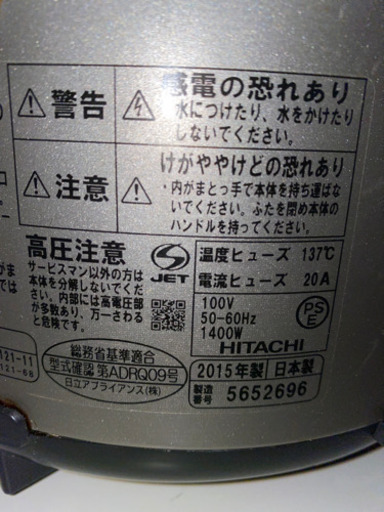 警告
感電の恐れあり
・水につけたり、水をかけたり
しないでください。
注意
けがややけどの恐れあり
・内がまとっ手で本体を持ち運ばな
いでください。ふたを閉め本体の
ハンドルを持ってください。
高圧注意
サービスマン以外の方は
本体を分解しないでくださ
い。内部には高電圧部
が多数あり、万一さわる
と危険です。
S
JET
温度ヒューズ 137℃
電流ヒューズ 20A
100V
50-60Hz
1400W
PS
E
HITACHI
総務省基準適合
型式確認 第ADRQ09号
日立アプライアンス(株)
2015年製 日本製
製造
番号 5652696
121-11
121-68